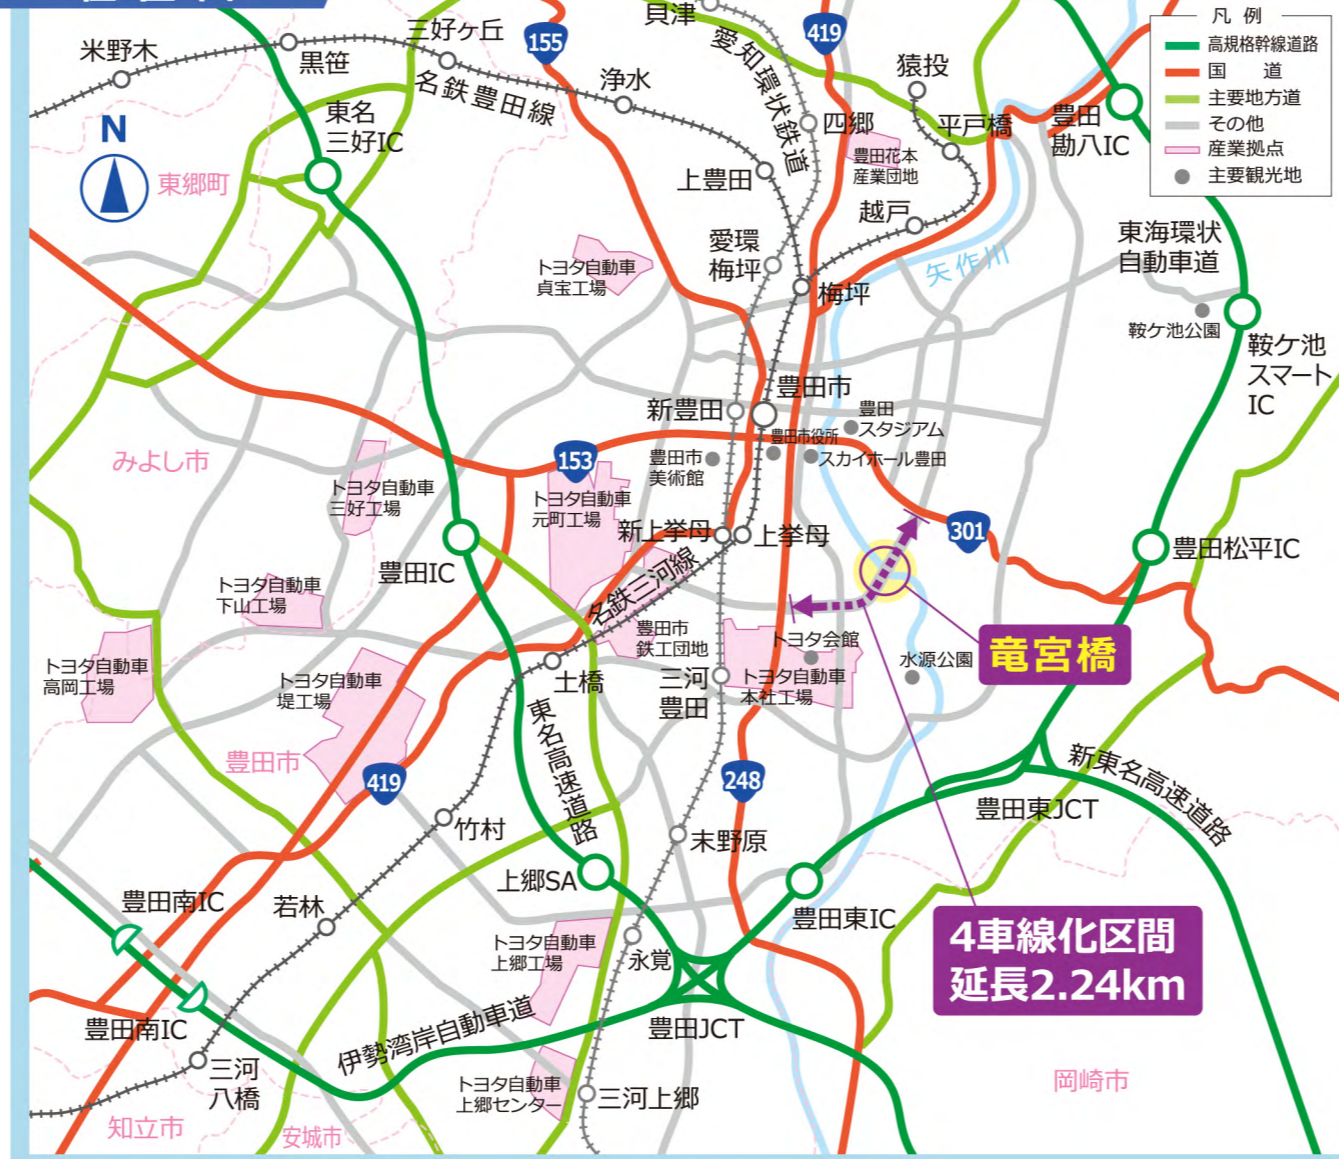 凡 例
高規格幹線道路
国 道
主要地方道
その他
産業拠点
主要観光地
N
米野木
黒笹
三好ヶ丘
名鉄豊田線
浄水
155
貝津
愛知環状鉄道
419
猿投
四郷
平戸橋
豊田
勘八IC
東名
三好IC
東郷町
上豊田
豊田花本
産業団地
越戸
愛環
梅坪
梅坪
矢作川
東海環状
自動車道
鞍ケ池公園
鞍ケ池
スマート
IC
トヨタ自動車
貞宝工場
豊田市
新豊田
豊田
スタジアム
豊田市役所
スカイホール豊田
豊田市
美術館
みよし市
153
トヨタ自動車
三好工場
トヨタ自動車
元町工場
新上挙母
上挙母
301
豊田松平IC
豊田IC
名鉄三河線
トヨタ自動車
下山工場
豊田市
鉄工団地
トヨタ会館
トヨタ自動車
本社工場
水源公園
竜宮橋
トヨタ自動車
高岡工場
トヨタ自動車
堤工場
土橋
三河
豊田
豊田市
419
東名高速道路
248
新東名高速道路
豊田東JCT
竹村
末野原
上郷SA
豊田東IC
4車線化区間
延長2.24km
豊田南IC
若林
トヨタ自動車
上郷工場
永覚
豊田南IC
伊勢湾岸自動車道
豊田JCT
三河
八橋
トヨタ自動車
上郷センター
三河上郷
岡崎市
知立市
安城市